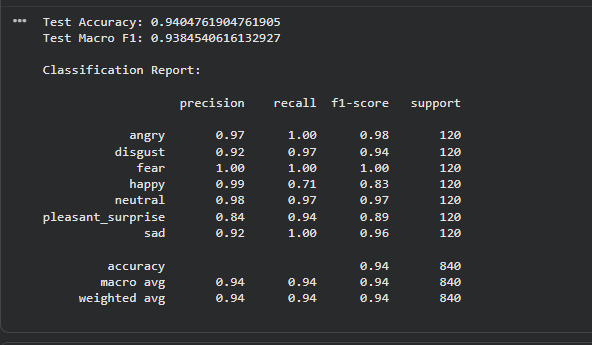 Test Accuracy: 0.9404761904761905
Test Macro F1: 0.9384540616132927
Classification Report:
precision recall f1-score support
angry 0.97 1.00 0.98 120
disgust 0.92 0.97 0.94 120
fear 1.00 1.00 1.00 120
happy 0.99 0.71 0.83 120
neutral 0.98 0.97 0.97 120
pleasant_surprise 0.84 0.94 0.89 120
sad 0.92 1.00 0.96 120
accuracy 0.94 840
macro avg 0.94 0.94 0.94 840
weighted avg 0.94 0.94 0.94 840